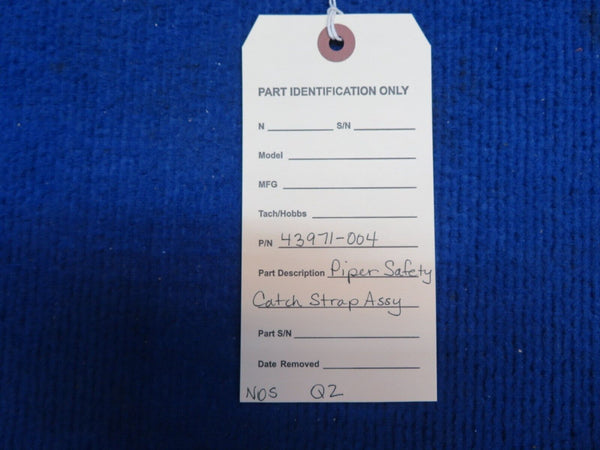 PART IDENTIFICATION ONLY
N S/N
Model
MFG
Tach/Hobbs
P/N 43971-004
Part Description Piper Safety
Catch Strap Assy
Part S/N
Date Removed
NOS Q2